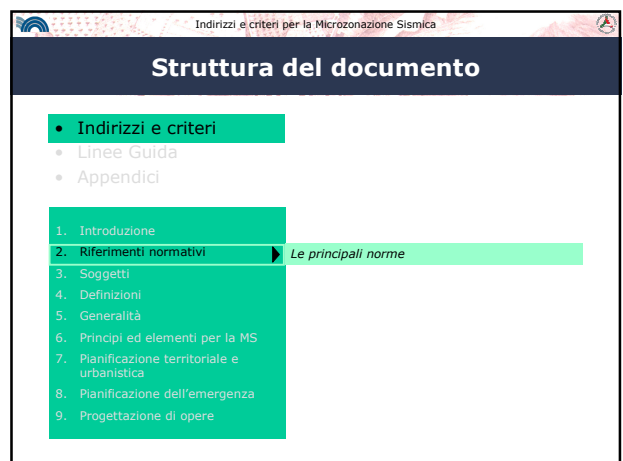 Indirizzi e criteri per la Microzonazione Sismica
Struttura del documento
• Indirizzi e criteri
• Linee Guida
• Appendici
1. Introduzione
2. Riferimenti normativi
Le principali norme
3. Soggetti
4. Definizioni
5. Generalità
6. Principi ed elementi per la MS
7. Pianificazione territoriale e
urbanistica
8. Pianificazione dell'emergenza
9. Progettazione di opere